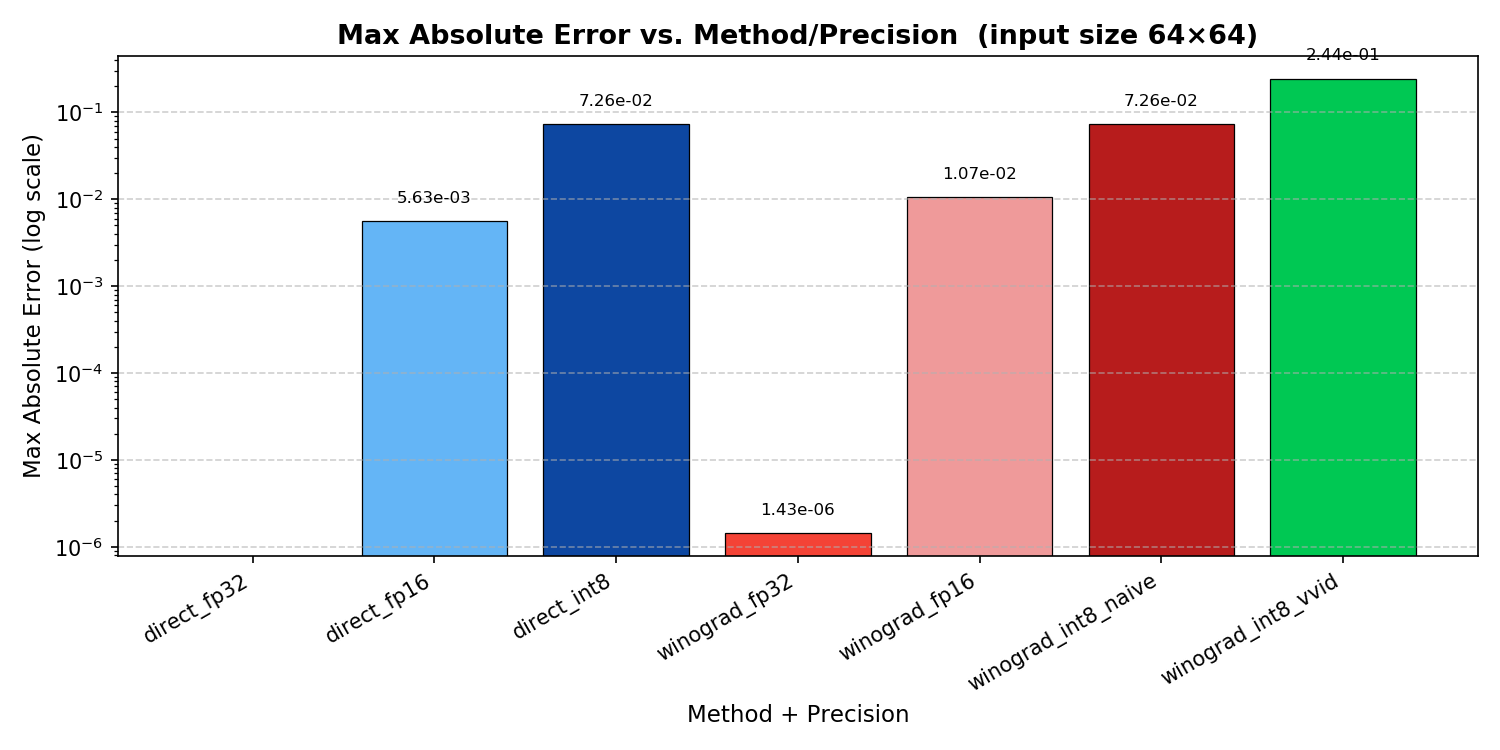 Max Absolute Error vs. Method/Precision  (input size 64×64)
Max Absolute Error (log scale)
10⁻¹
10⁻²
10⁻³
10⁻⁴
10⁻⁵
10⁻⁶
5.63e-03
7.26e-02
1.43e-06
1.07e-02
7.26e-02
2.44e-01
direct_fp32
direct_fp16
direct_int8
winograd_fp32
winograd_fp16
winograd_int8_naive
winograd_int8_vvid
Method + Precision